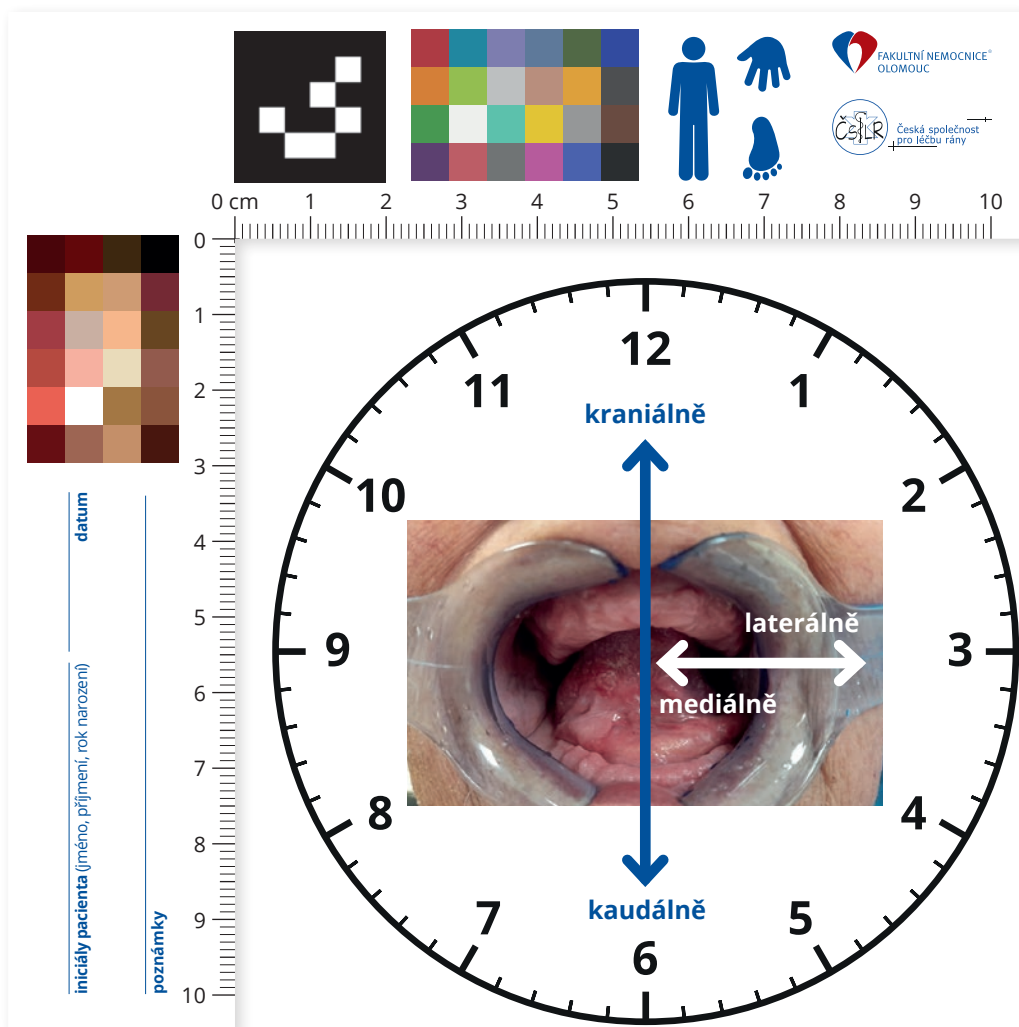 FAKULTNÍ NEMOCNICE®
OLOMOUC
ČSLR
Česká společnost
pro léčbu rány
0 cm 1 2 3 4 5 6 7 8 9 10
0
1
2
3
4
5
6
7
8
9
10
datum
iniciály pacienta (jméno, příjmení, rok narození)
poznámky
12
11
1
kraniálně
10
2
laterálně
9
3
mediálně
8
4
kaudálně
7
5
6